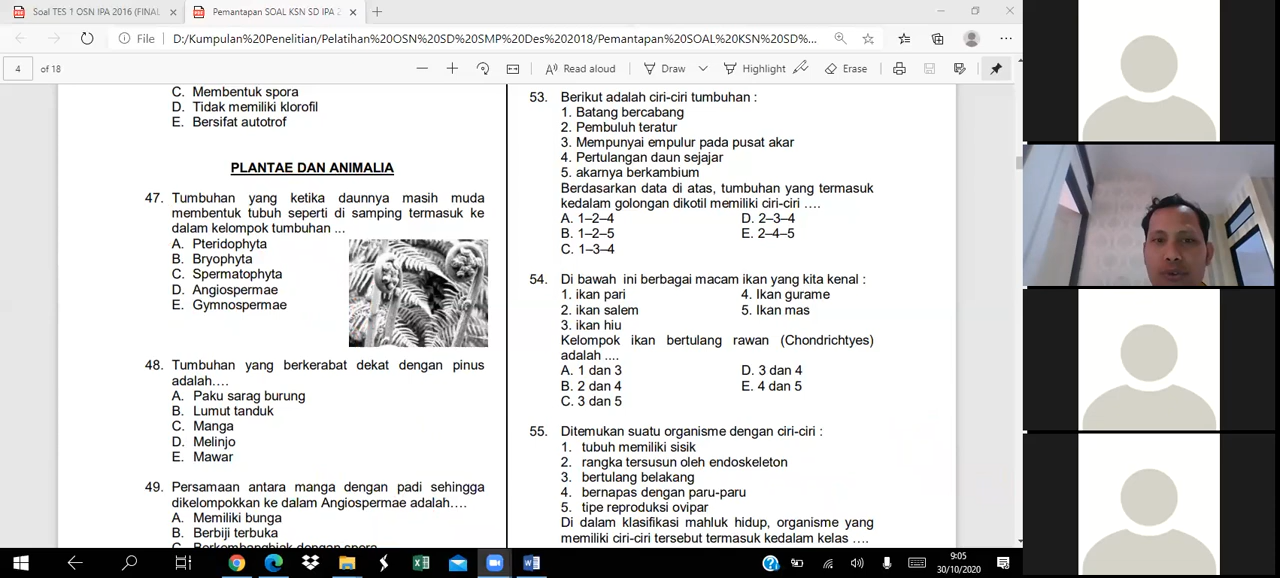 Soal TES 1 OSN IPA 2016 (FINAL
Pemantapan SOAL KSN SD IPA 2
File
D:/Kumpulan%20Penelitian/Pelatihan%20OSN%20SD%20SMP%20Des%202018/Pemantapan%20SOAL%20KSN%20SD%...
4 of 18
Read aloud
Draw
Highlight
Erase
C. Membentuk spora
D. Tidak memiliki klorofil
E. Bersifat autotrof
PLANTAE DAN ANIMALIA
47. Tumbuhan yang ketika daunnya masih muda
membentuk tubuh seperti di samping termasuk ke
dalam kelompok tumbuhan ...
A. Pteridophyta
B. Bryophyta
C. Spermatophyta
D. Angiospermae
E. Gymnospermae
48. Tumbuhan yang berkerabat dekat dengan pinus
adalah....
A. Paku sarag burung
B. Lumut tanduk
C. Manga
D. Melinjo
E. Mawar
49. Persamaan antara manga dengan padi sehingga
dikelompokkan ke dalam Angiospermae adalah....
A. Memiliki bunga
B. Berbiji terbuka
C. Berkembangbiak dengan spora
53. Berikut adalah ciri-ciri tumbuhan :
1. Batang bercabang
2. Pembuluh teratur
3. Mempunyai empulur pada pusat akar
4. Pertulangan daun sejajar
5. akarnya berkambium
Berdasarkan data di atas, tumbuhan yang termasuk
kedalam golongan dikotil memiliki ciri-ciri ....
A. 1–2–4 D. 2–3–4
B. 1–2–5 E. 2–4–5
C. 1–3–4
54. Di bawah ini berbagai macam ikan yang kita kenal :
1. ikan pari 4. Ikan gurame
2. ikan salem 5. Ikan mas
3. ikan hiu
Kelompok ikan bertulang rawan (Chondrichtyes)
adalah ....
A. 1 dan 3 D. 3 dan 4
B. 2 dan 4 E. 4 dan 5
C. 3 dan 5
55. Ditemukan suatu organisme dengan ciri-ciri :
1. tubuh memiliki sisik
2. rangka tersusun oleh endoskeleton
3. bertulang belakang
4. bernapas dengan paru-paru
5. tipe reproduksi ovipar
Di dalam klasifikasi mahluk hidup, organisme yang
memiliki ciri-ciri tersebut termasuk kedalam kelas ....
9:05
30/10/2020